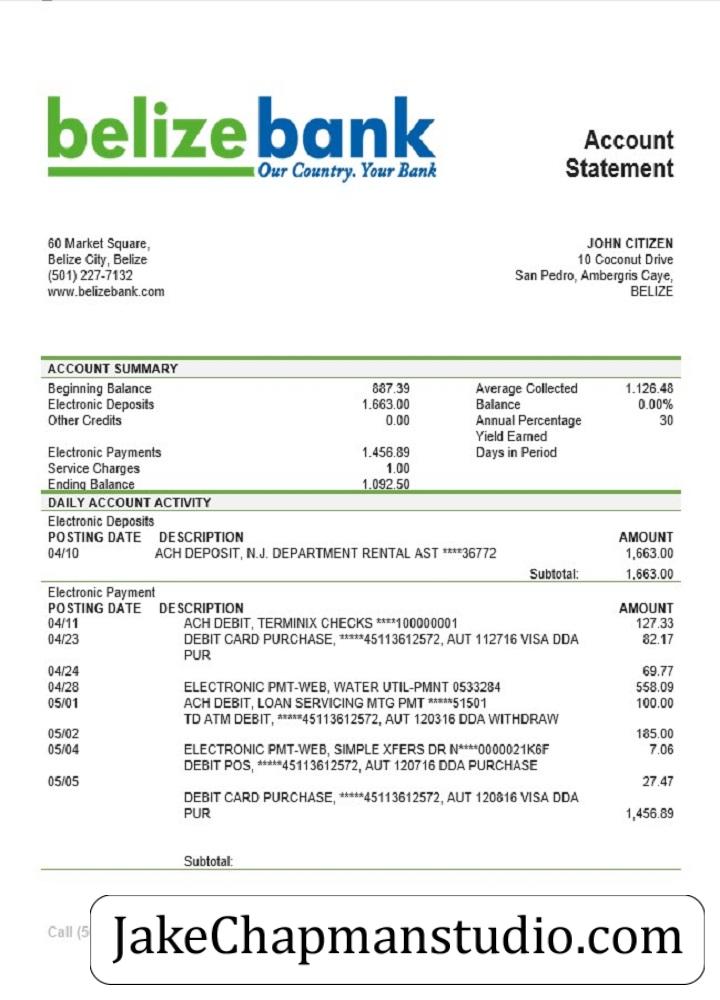 belizebank
Our Country. Your Bank
Account
Statement
60 Market Square,
Belize City, Belize
(501) 227-7132
www.belizebank.com
JOHN CITIZEN
10 Coconut Drive
San Pedro, Ambergris Caye,
BELIZE
ACCOUNT SUMMARY
Beginning Balance 887.39 Average Collected 1.126.48
Electronic Deposits 1.663.00 Balance 0.00%
Other Credits 0.00 Annual Percentage 30
Yield Earned
Electronic Payments 1.456.89 Days in Period
Service Charges 1.00
Ending Balance 1.092.50
DAILY ACCOUNT ACTIVITY
Electronic Deposits
POSTING DATE DESCRIPTION AMOUNT
04/10 ACH DEPOSIT, N.J. DEPARTMENT RENTAL AST ****36772 1,663.00
Subtotal: 1,663.00
Electronic Payment
POSTING DATE DESCRIPTION AMOUNT
04/11 ACH DEBIT, TERMINIX CHECKS ****100000001 127.33
04/23 DEBIT CARD PURCHASE, *****45113612572, AUT 112716 VISA DDA 82.17
PUR
04/24 69.77
04/28 ELECTRONIC PMT-WEB, WATER UTIL-PMNT 0533284 558.09
05/01 ACH DEBIT, LOAN SERVICING MTG PMT *****51501 100.00
TD ATM DEBIT, *****45113612572, AUT 120316 DDA WITHDRAW
05/02 185.00
05/04 ELECTRONIC PMT-WEB, SIMPLE XFERS DR N****0000021K6F 7.06
DEBIT POS, *****45113612572, AUT 120716 DDA PURCHASE
05/05 27.47
DEBIT CARD PURCHASE, *****45113612572, AUT 120816 VISA DDA
PUR 1,456.89
Subtotal:
Call (5
JakeChapmanstudio.com